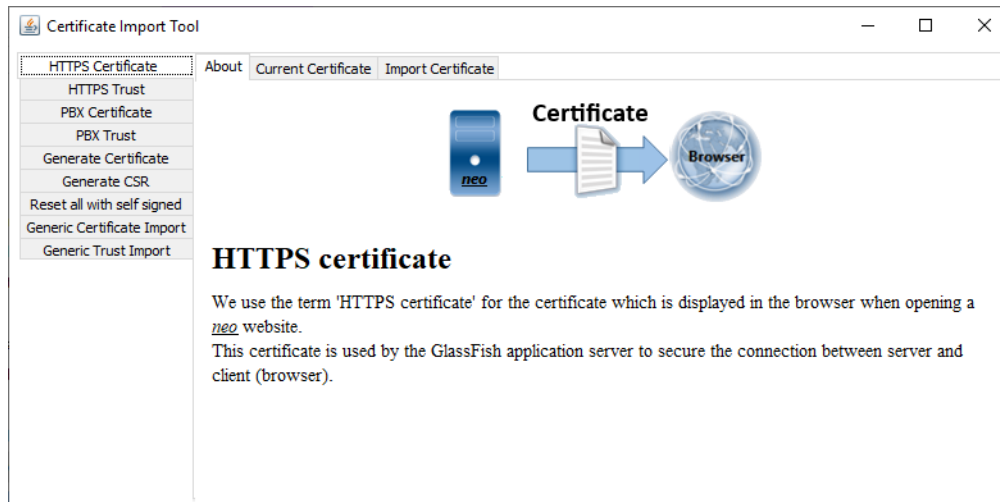 Certificate Import Tool
HTTPS Certificate
HTTPS Trust
PBX Certificate
PBX Trust
Generate Certificate
Generate CSR
Reset all with self signed
Generic Certificate Import
Generic Trust Import
About Current Certificate Import Certificate
Certificate
neo
Browser
HTTPS certificate
We use the term 'HTTPS certificate' for the certificate which is displayed in the browser when opening a
neo website.
This certificate is used by the GlassFish application server to secure the connection between server and
client (browser).